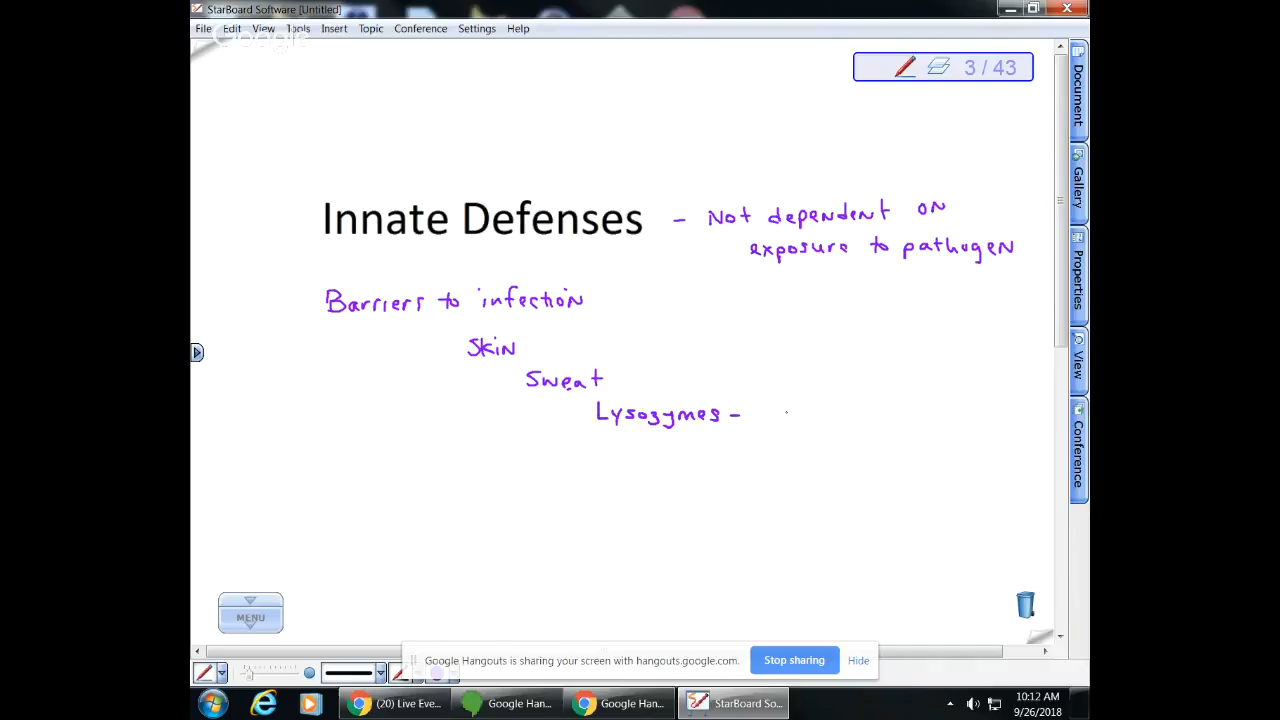 StarBoard Software [Untitled]
File Edit View Tools Insert Topic Conference Settings Help
Google
3 / 43
Document
Gallery
Properties
View
Conference
Innate Defenses - Not dependent on
exposure to pathogen
Barriers to infection
Skin
Sweat
Lysozymes -
MENU
Google Hangouts is sharing your screen with hangouts.google.com. Stop sharing Hide
(20) Live Eve... Google Han... Google Han... StarBoard So...
10:12 AM
9/26/2018